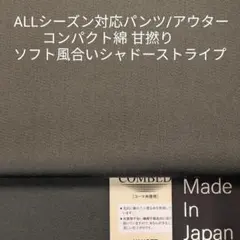 ALLシーズン対応パンツ/アウター
コンパクト綿 甘撚り
ソフト風合いシャドーストライプ
COMBED
Made
In
Japan